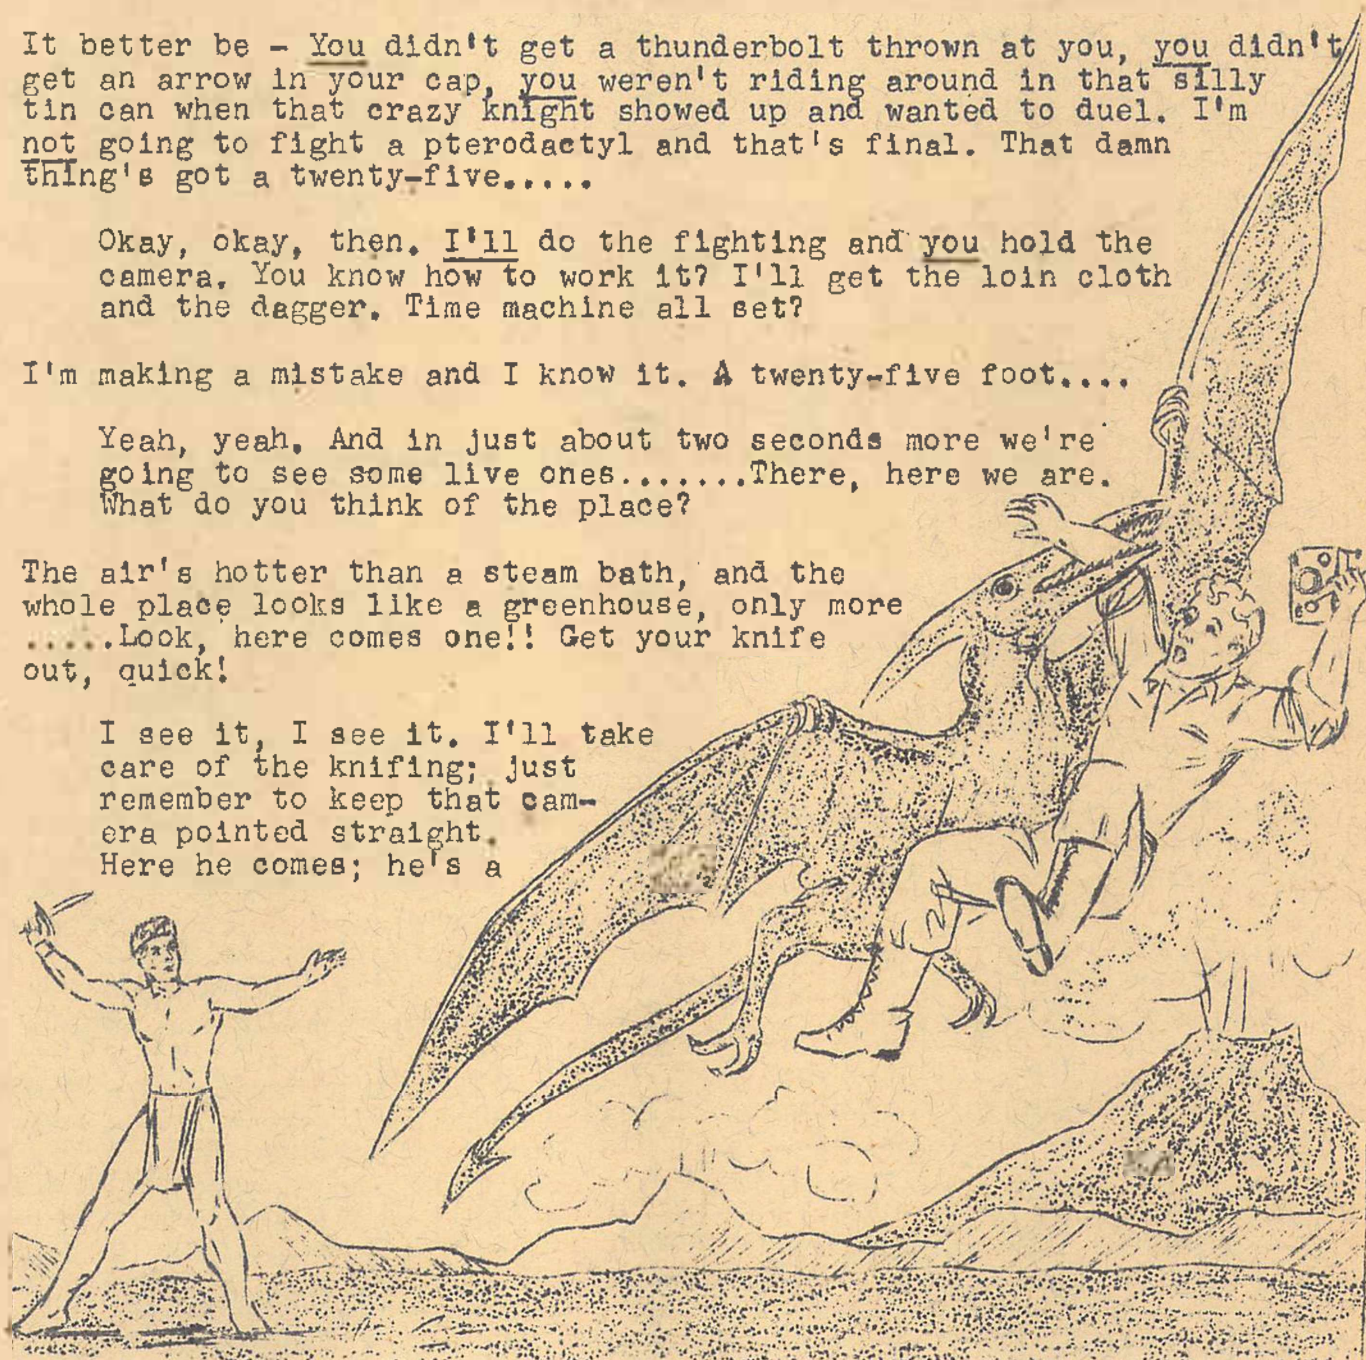 It better be - You didn't get a thunderbolt thrown at you, you didn't
get an arrow in your cap, you weren't riding around in that silly
tin can when that crazy knight showed up and wanted to duel. I'm
not going to fight a pterodactyl and that's final. That damn
thing's got a twenty-five.....
Okay, okay, then. I'll do the fighting and you hold the
camera. You know how to work it? I'll get the loin cloth
and the dagger. Time machine all set?
I'm making a mistake and I know it. A twenty-five foot....
Yeah, yeah. And in just about two seconds more we're
going to see some live ones.......There, here we are.
What do you think of the place?
The air's hotter than a steam bath, and the
whole place looks like a greenhouse, only more
.....Look, here comes one!! Get your knife
out, quick!
I see it, I see it. I'll take
care of the knifing; just
remember to keep that cam-
era pointed straight.
Here he comes; he's a